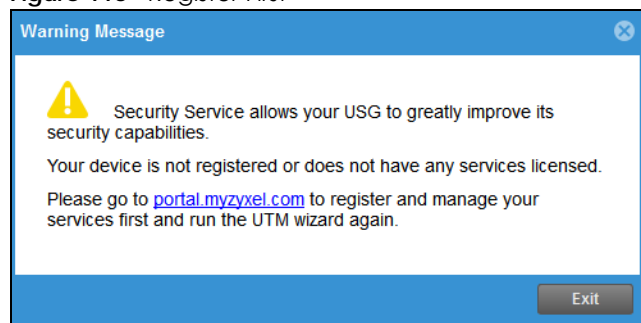 Figure Register First
Warning Message
Security Service allows your USG to greatly improve its
security capabilities.
Your device is not registered or does not have any services licensed.
Please go to portal.myzyxel.com to register and manage your
services first and run the UTM wizard again.
Exit